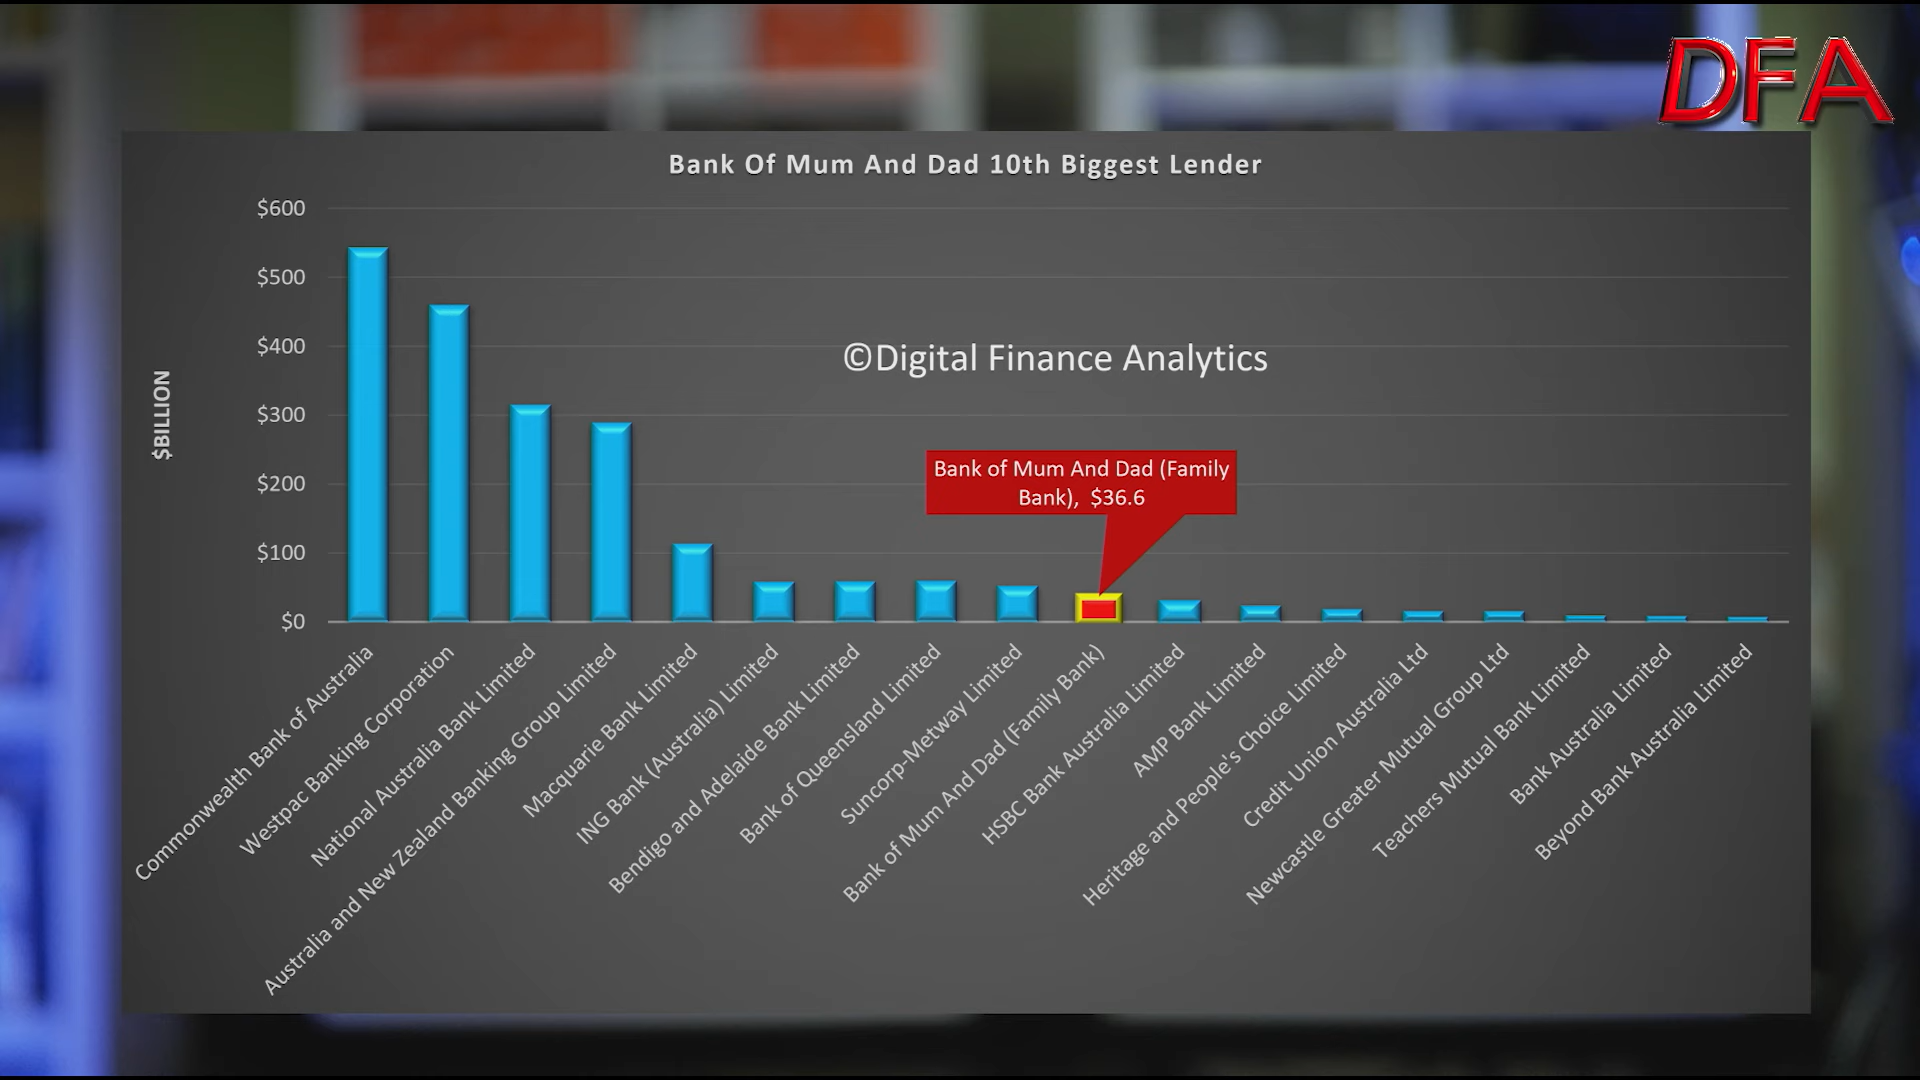 DFA
Bank Of Mum And Dad 10th Biggest Lender
$600
$500
$400
$300
$200
$100
$0
$BILLION
©Digital Finance Analytics
Bank of Mum And Dad (Family
Bank), $36.6
Commonwealth Bank of Australia
Westpac Banking Corporation
National Australia Bank Limited
Australia and New Zealand Banking Group Limited
Macquarie Bank Limited
ING Bank (Australia) Limited
Bendigo and Adelaide Bank Limited
Bank of Queensland Limited
Suncorp-Metway Limited
Bank of Mum And Dad (Family Bank)
HSBC Bank Australia Limited
AMP Bank Limited
Heritage and People's Choice Limited
Credit Union Australia Ltd
Newcastle Greater Mutual Group Ltd
Teachers Mutual Bank Limited
Bank Australia Limited
Beyond Bank Australia Limited